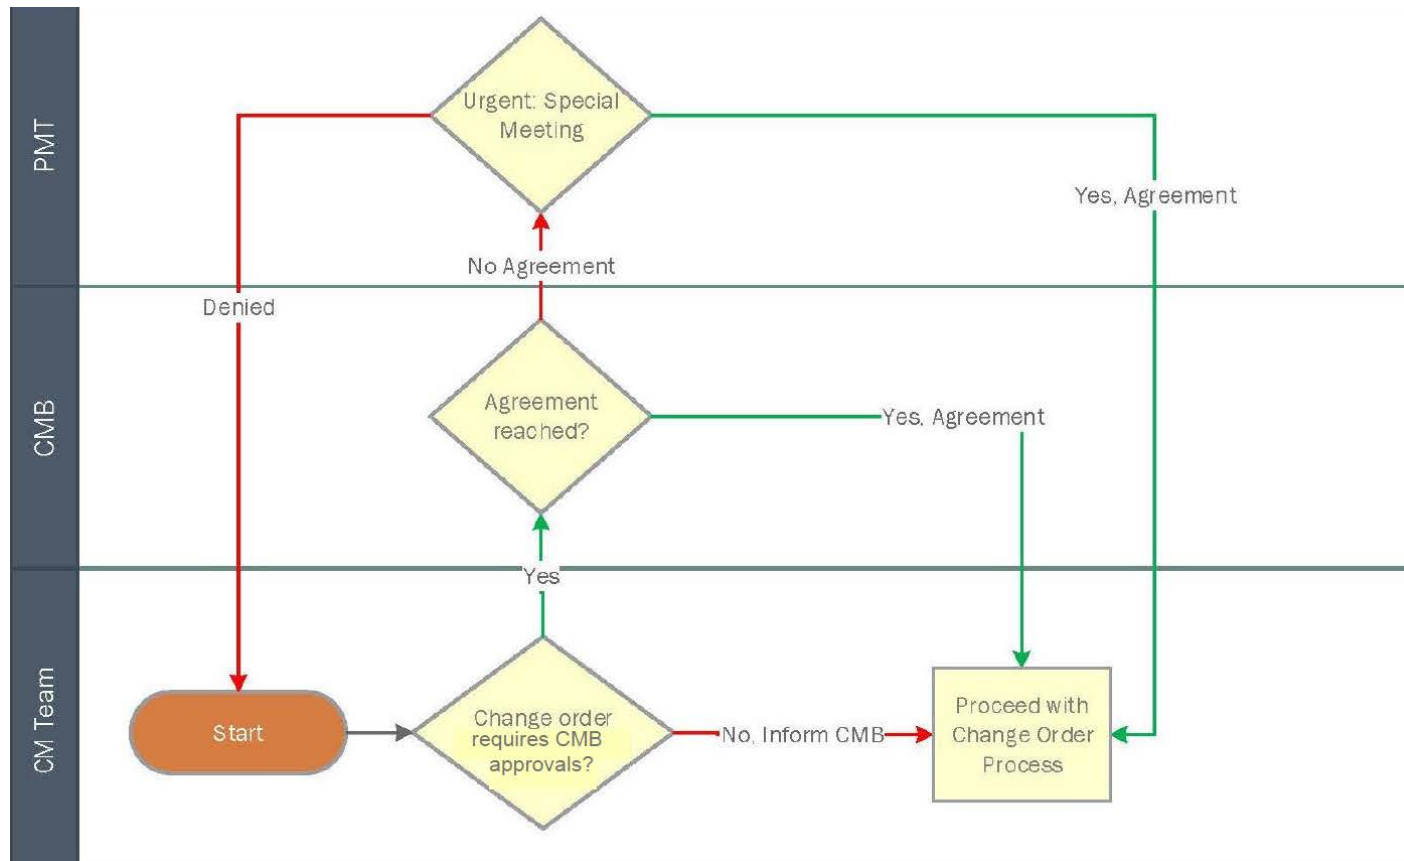 PMT
Urgent: Special
Meeting
Yes, Agreement
No Agreement
Denied
CMB
Agreement
reached?
Yes, Agreement
Yes
CM Team
Start
Change order
requires CMB
approvals?
No, Inform CMB
Proceed with
Change Order
Process